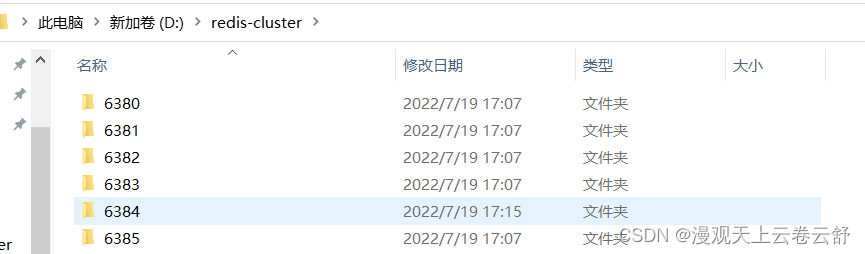 此电脑 > 新加卷 (D:) > redis-cluster >
名称 修改日期 类型 大小
6380 2022/7/19 17:07 文件夹
6381 2022/7/19 17:07 文件夹
6382 2022/7/19 17:07 文件夹
6383 2022/7/19 17:07 文件夹
6384 2022/7/19 17:15 文件夹
6385 2022/7/19 17:07 文件夹
er
CSDN @漫观天上云卷云舒